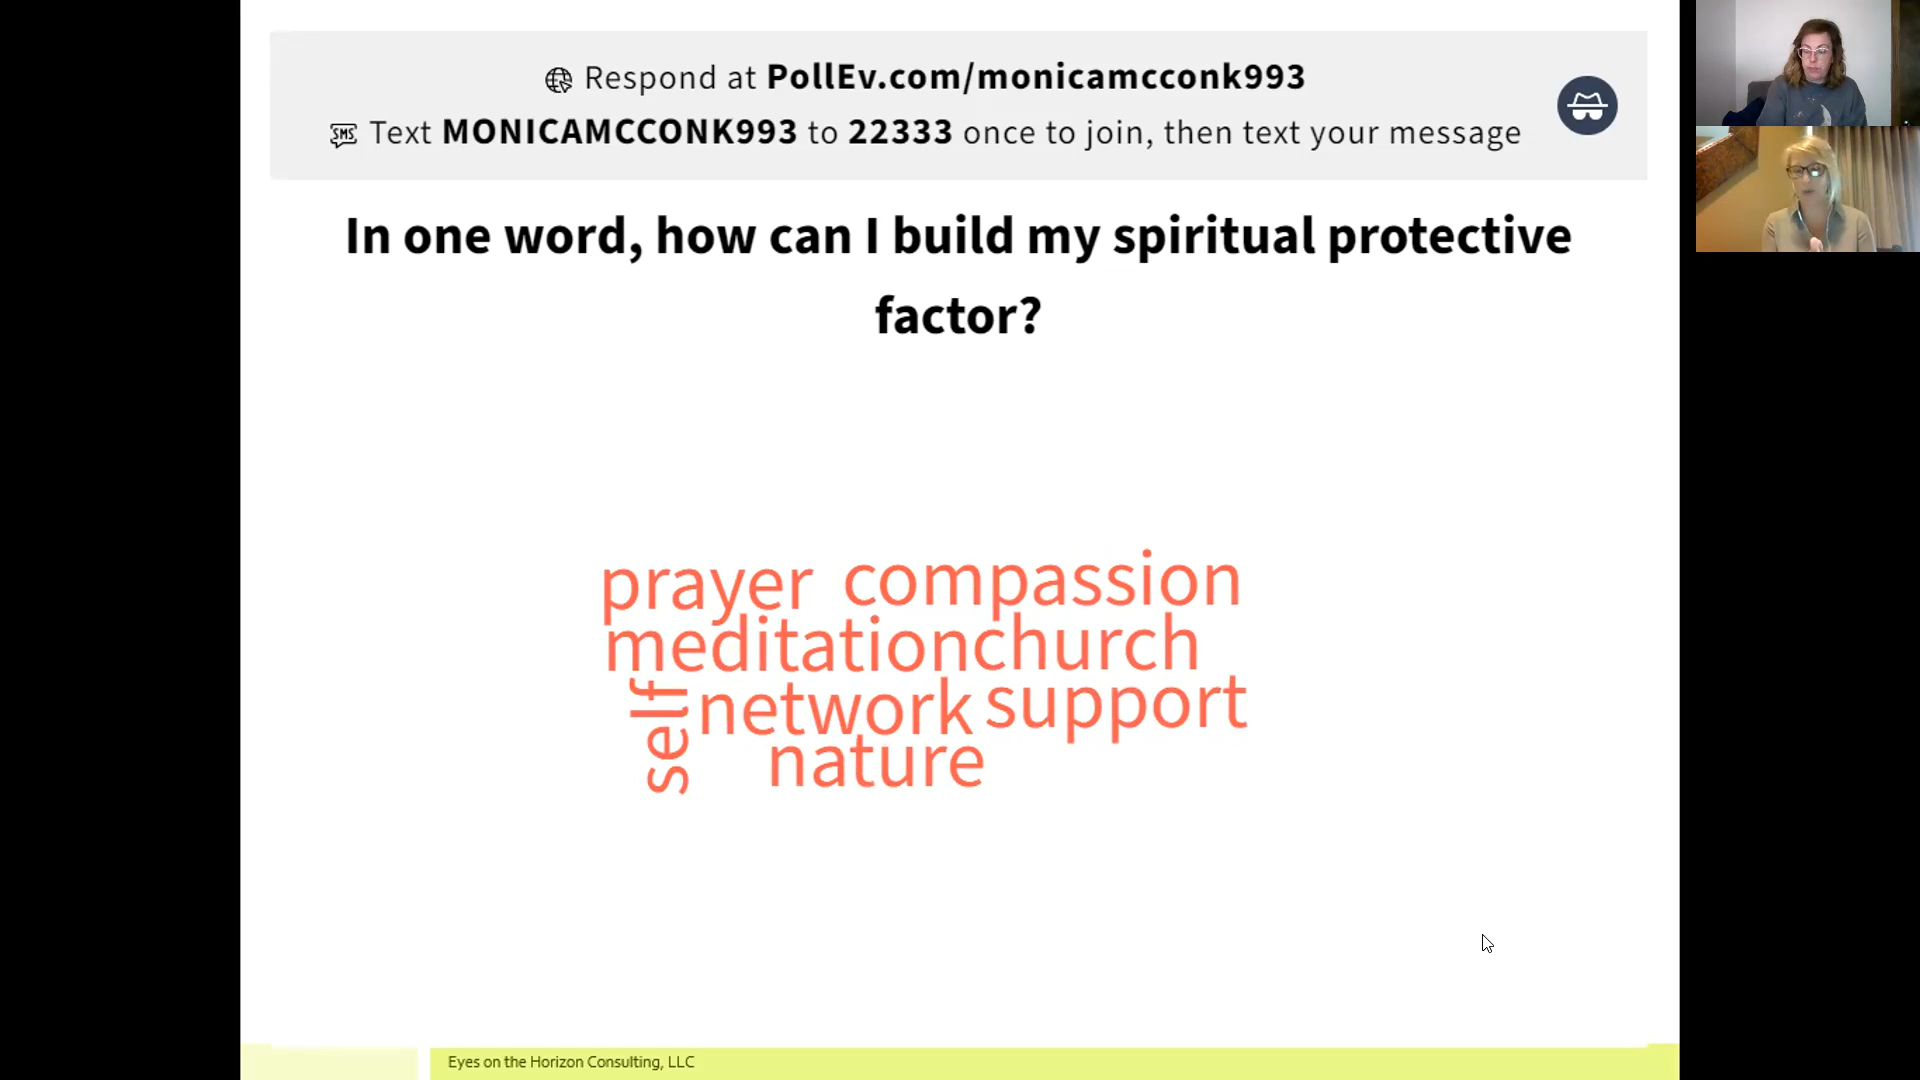 Respond at PollEv.com/monicamcconk993
SMS Text MONICAMCCONK993 to 22333 once to join, then text your message
In one word, how can I build my spiritual protective
factor?
prayer compassion
meditation church
self network support
nature
Eyes on the Horizon Consulting, LLC